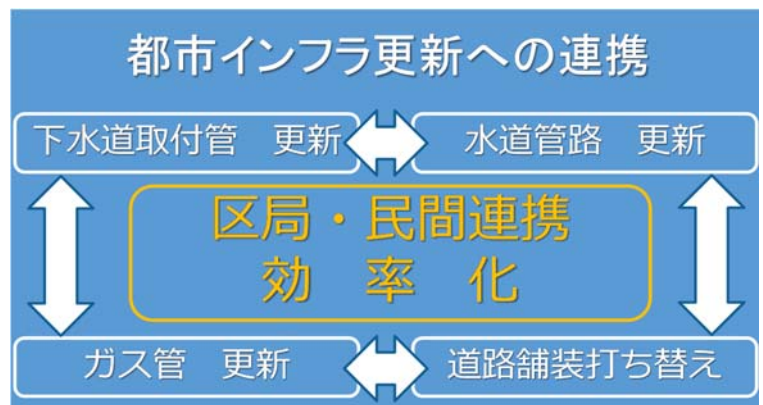 都市インフラ更新への連携
下水道取付管　更新
水道管路　更新
区局・民間連携
効　率　化
ガス管　更新
道路舗装打ち替え